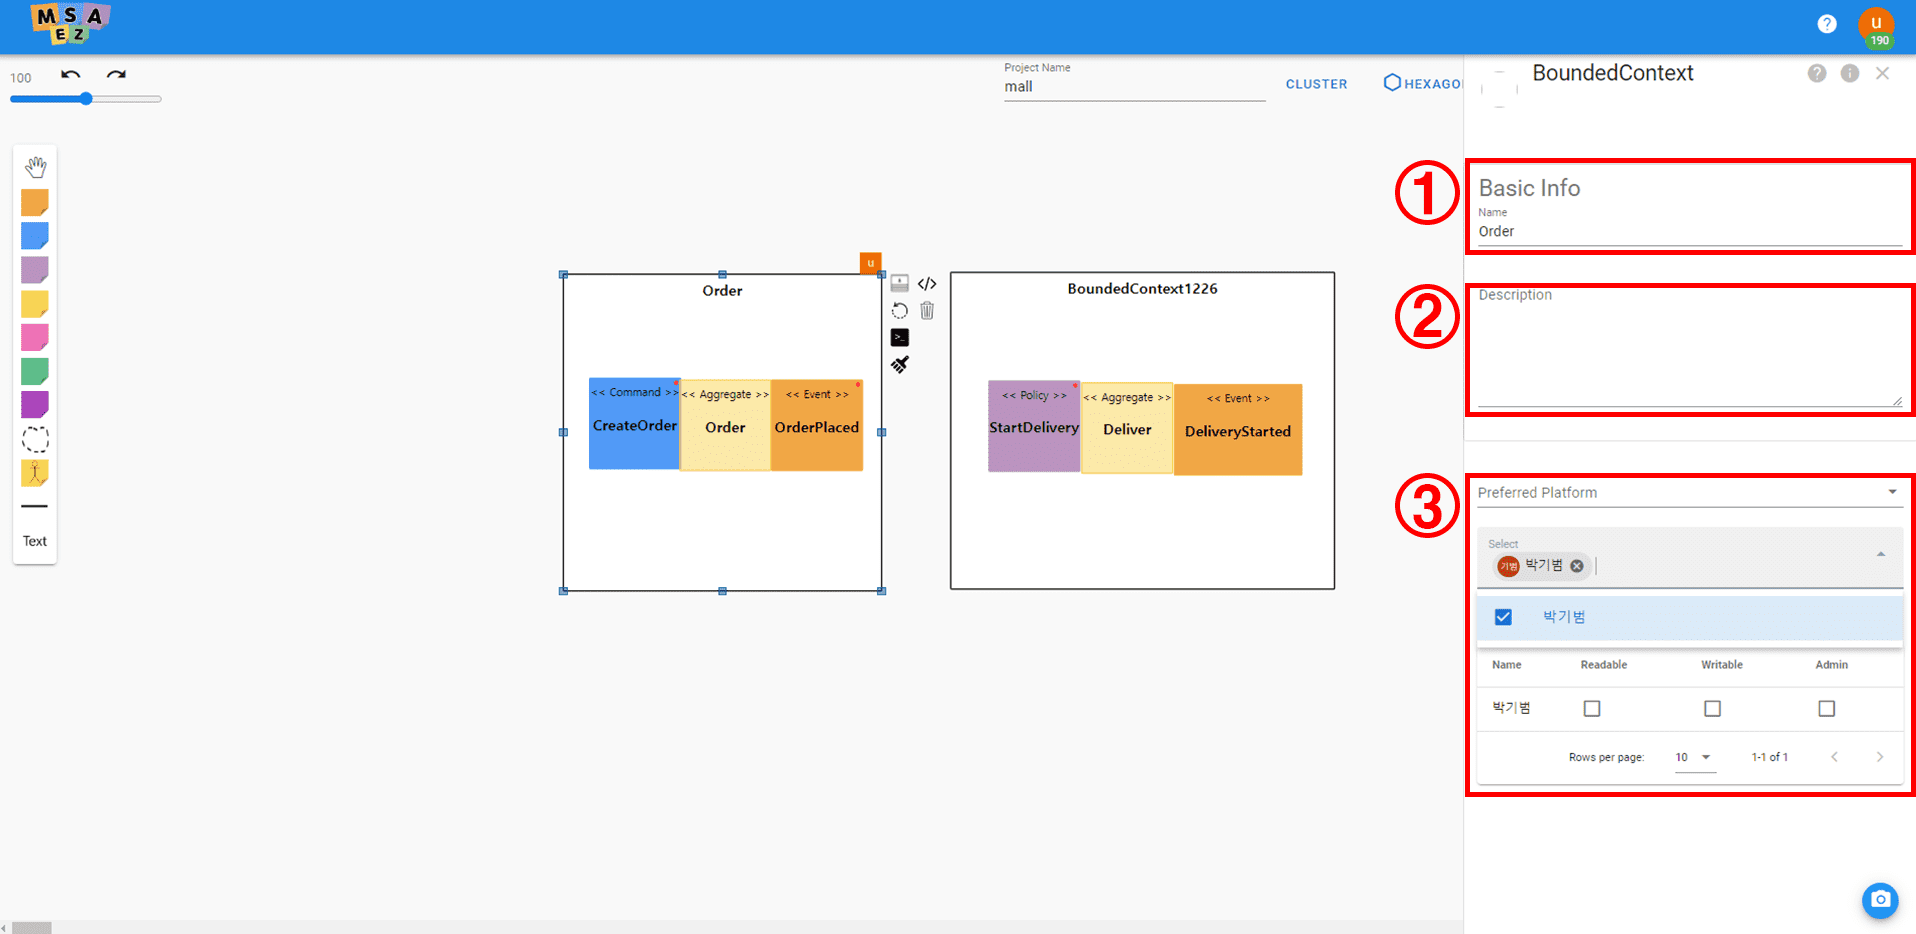 MSA
EZ
?
u
190
100
Project Name
mall
CLUSTER
HEXAGO
BoundedContext
Text
u
Order
<< Command >>
CreateOrder
<< Aggregate >>
Order
<< Event >>
OrderPlaced
BoundedContext1226
<< Policy >>
StartDelivery
<< Aggregate >>
Deliver
<< Event >>
DeliveryStarted
①
Basic Info
Name
Order
②
Description
③
Preferred Platform
Select
기범 박기범
박기범
Name Readable Writable Admin
박기범
Rows per page: 10 1-1 of 1